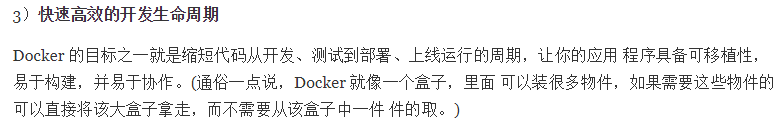 3）快速高效的开发生命周期
Docker 的目标之一就是缩短代码从开发、测试到部署、上线运行的周期，让你的应用 程序具备可移植性，
易于构建，并易于协作。(通俗一点说，Docker 就像一个盒子，里面 可以装很多物件，如果需要这些物件的
可以直接将该大盒子拿走，而不需要从该盒子中一件 件的取。)